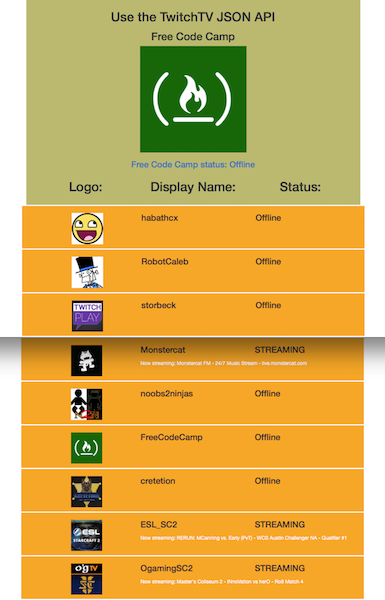 Use the TwitchTV JSON API
Free Code Camp
Free Code Camp status: Offline
Logo: Display Name: Status:
habathcx Offline
RobotCaleb Offline
TWITCH
PLAY
storbeck Offline
Monstercat STREAMING
Now streaming: Monstercat FM - 24/7 Music Stream - live.monstercat.com
noobs2ninjas Offline
FreeCodeCamp Offline
cretetion Offline
ESL
STARCRAFT 2
ESL_SC2 STREAMING
Now streaming: RERUN: MCanning vs. Early (PvT) - WCS Austin Challenger NA - Qualifier #1
OGTV
OgamingSC2 STREAMING
Now streaming: Master's Coliseum 2 - INnoVation vs herO - Ro8 Match 4